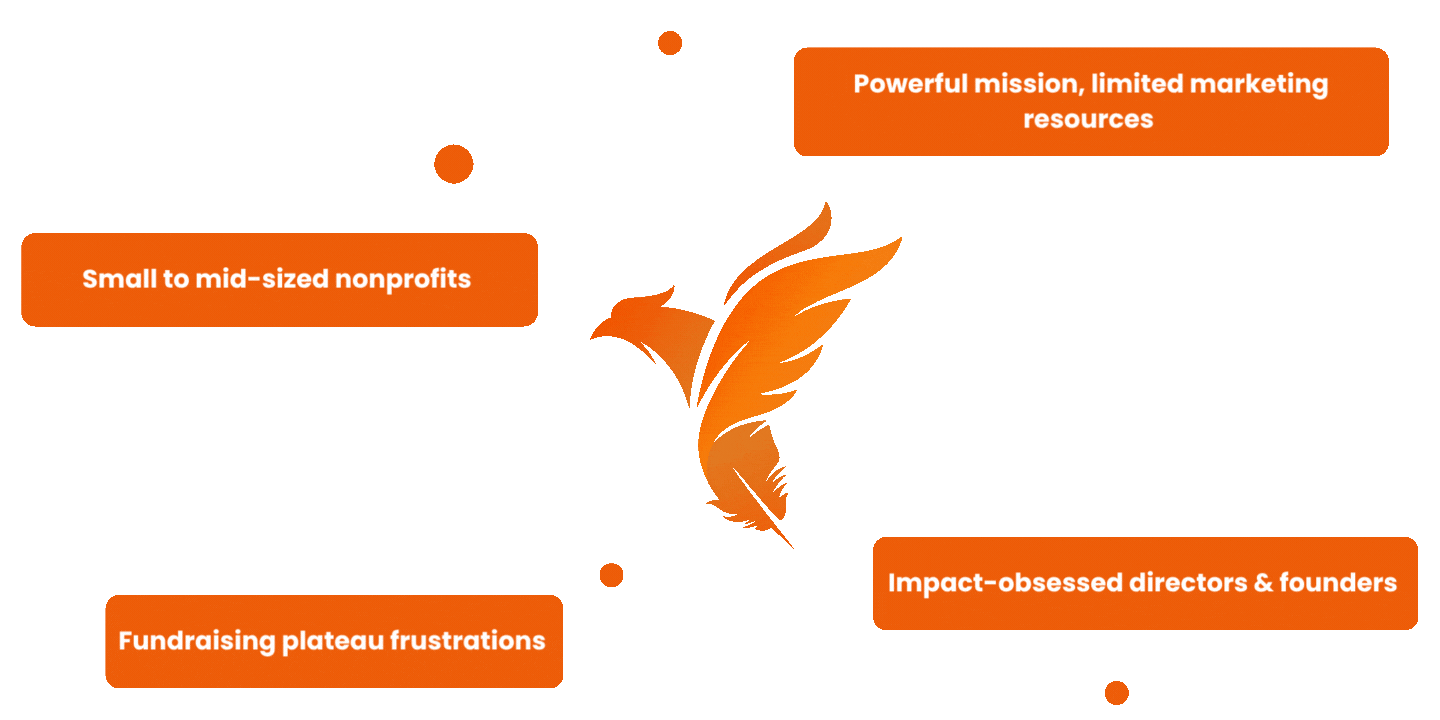 Powerful mission, limited marketing
resources
Small to mid-sized nonprofits
Impact-obsessed directors & founders
Fundraising plateau frustrations